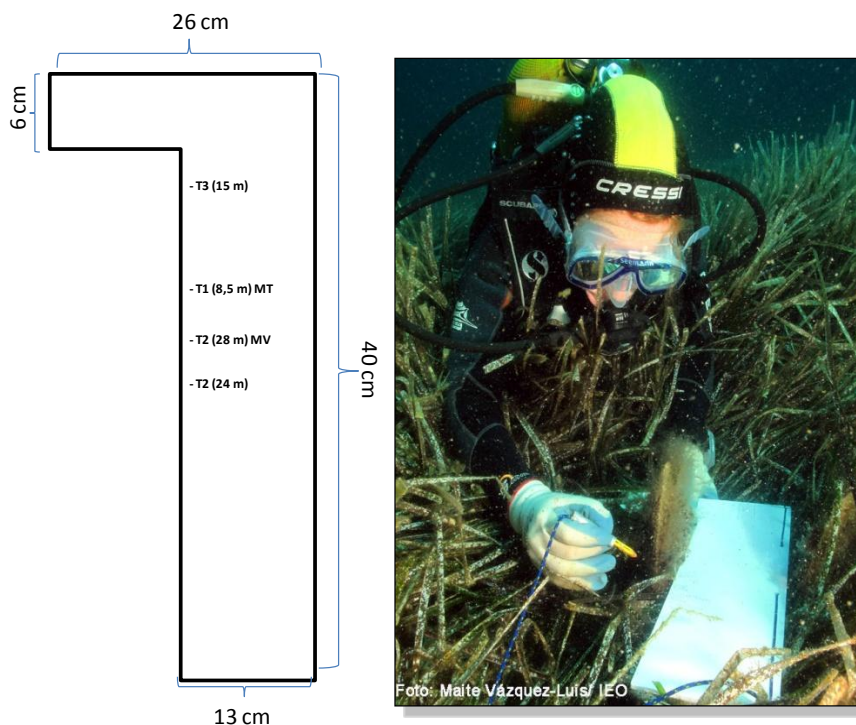 26 cm
6 cm
- T3 (15 m)
- T1 (8,5 m) MT
- T2 (28 m) MV
- T2 (24 m)
40 cm
13 cm
CRESSI
SCUBAPRO
Foto: Maite Vázquez-Luis/ IEO